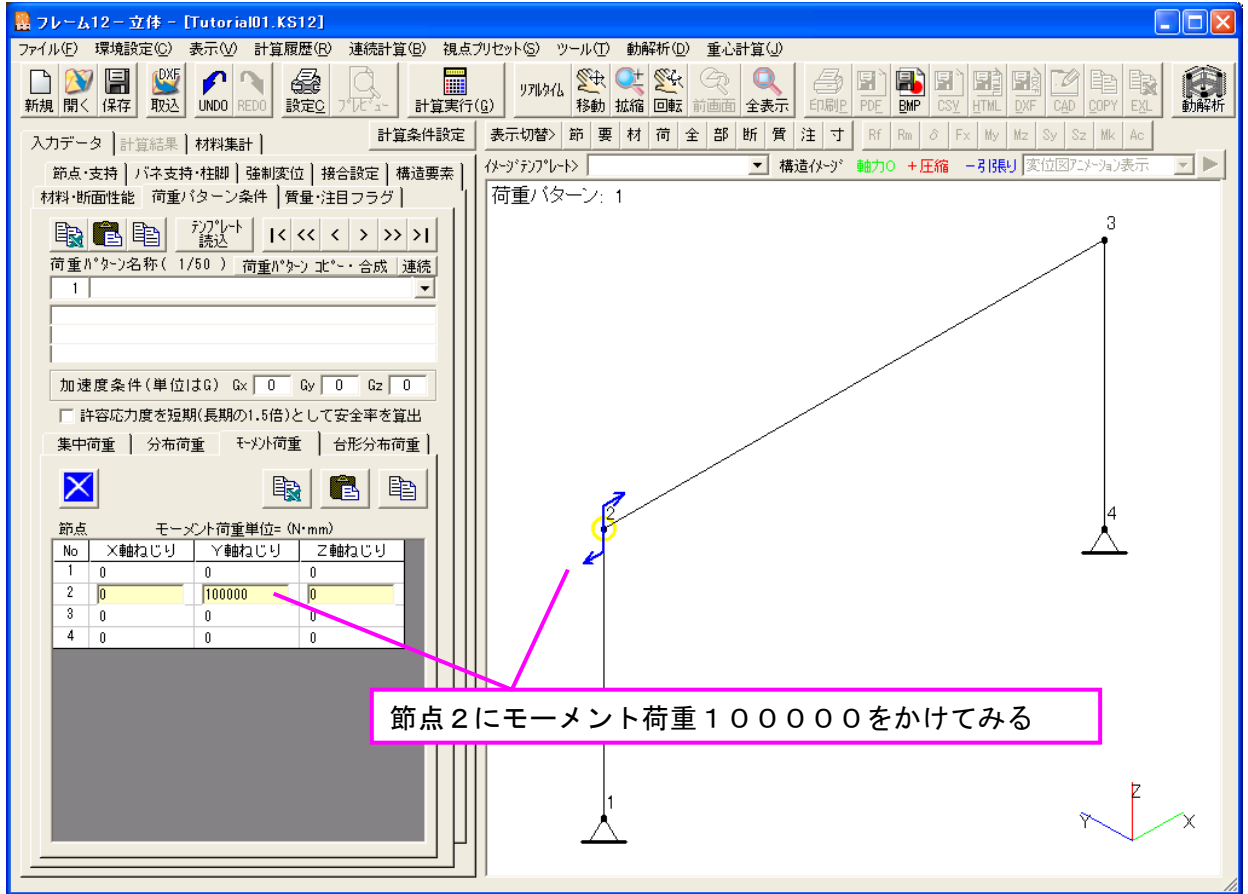 フレーム12－立体 - [Tutorial01.KS12]
ファイル(F) 環境設定(C) 表示(V) 計算履歴(R) 連続計算(B) 視点プリセット(S) ツール(T) 動解析(D) 重心計算(J)
新規 開く 保存 取込 UNDO REDO 設定C プレビュー 計算実行(G) リアルタイム 移動 拡縮 回転 前画面 全表示 印刷P PDF BMP CSV HTML DXF CAD COPY EXL 動解析
入力データ 計算結果 材料集計 計算条件設定 表示切替> 節 要 材 荷 全 部 断 質 注 寸 Rf Rm δ Fx My Mz Sy Sz Mk Ac
イメージテンプレート> 構造イメージ 軸力0 +圧縮 -引張り 変位図アニメーション表示
節点・支持 バネ支持・柱脚 強制変位 接合設定 構造要素
材料・断面性能 荷重パターン条件 質量・注目フラグ
荷重パターン: 1
テンプレート読込 |< << < > >> >|
荷重パターン名称( 1/50 ) 荷重パターン コピー・合成 連続
1
加速度条件(単位はG) Gx 0 Gy 0 Gz 0
許容応力度を短期(長期の1.5倍)として安全率を算出
集中荷重 分布荷重 モーメント荷重 台形分布荷重
節点 モーメント荷重単位= (N・mm)
No X軸ねじり Y軸ねじり Z軸ねじり
1 0 0 0
2 0 100000 0
3 0 0 0
4 0 0 0
3
2
4
節点２にモーメント荷重１０００００をかけてみる
1
Z
Y
X